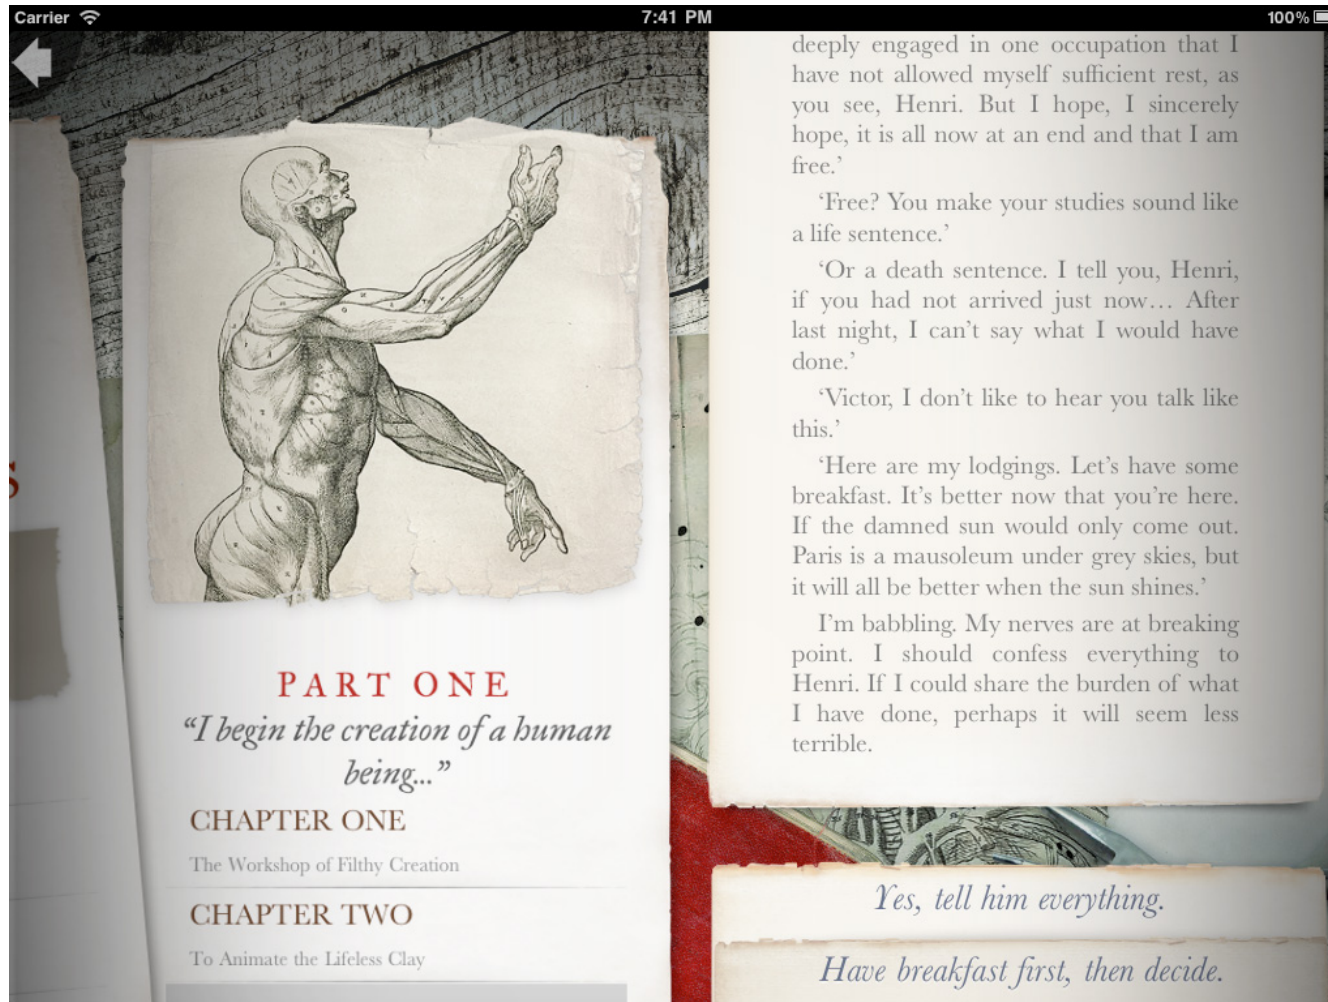 Carrier
7:41 PM
100%
S
PART ONE
“I begin the creation of a human
being...”
CHAPTER ONE
The Workshop of Filthy Creation
CHAPTER TWO
To Animate the Lifeless Clay
deeply engaged in one occupation that I
have not allowed myself sufficient rest, as
you see, Henri. But I hope, I sincerely
hope, it is all now at an end and that I am
free.’
‘Free? You make your studies sound like
a life sentence.’
‘Or a death sentence. I tell you, Henri,
if you had not arrived just now… After
last night, I can’t say what I would have
done.’
‘Victor, I don’t like to hear you talk like
this.’
‘Here are my lodgings. Let’s have some
breakfast. It’s better now that you’re here.
If the damned sun would only come out.
Paris is a mausoleum under grey skies, but
it will all be better when the sun shines.’
I’m babbling. My nerves are at breaking
point. I should confess everything to
Henri. If I could share the burden of what
I have done, perhaps it will seem less
terrible.
Yes, tell him everything.
Have breakfast first, then decide.